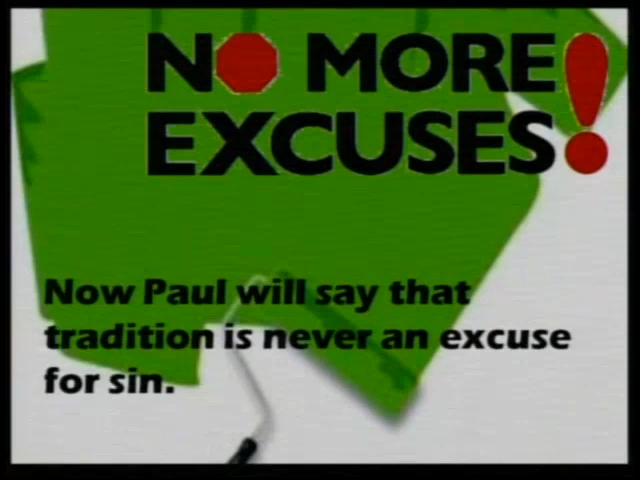 NO MORE
EXCUSES!
Now Paul will say that
tradition is never an excuse
for sin.